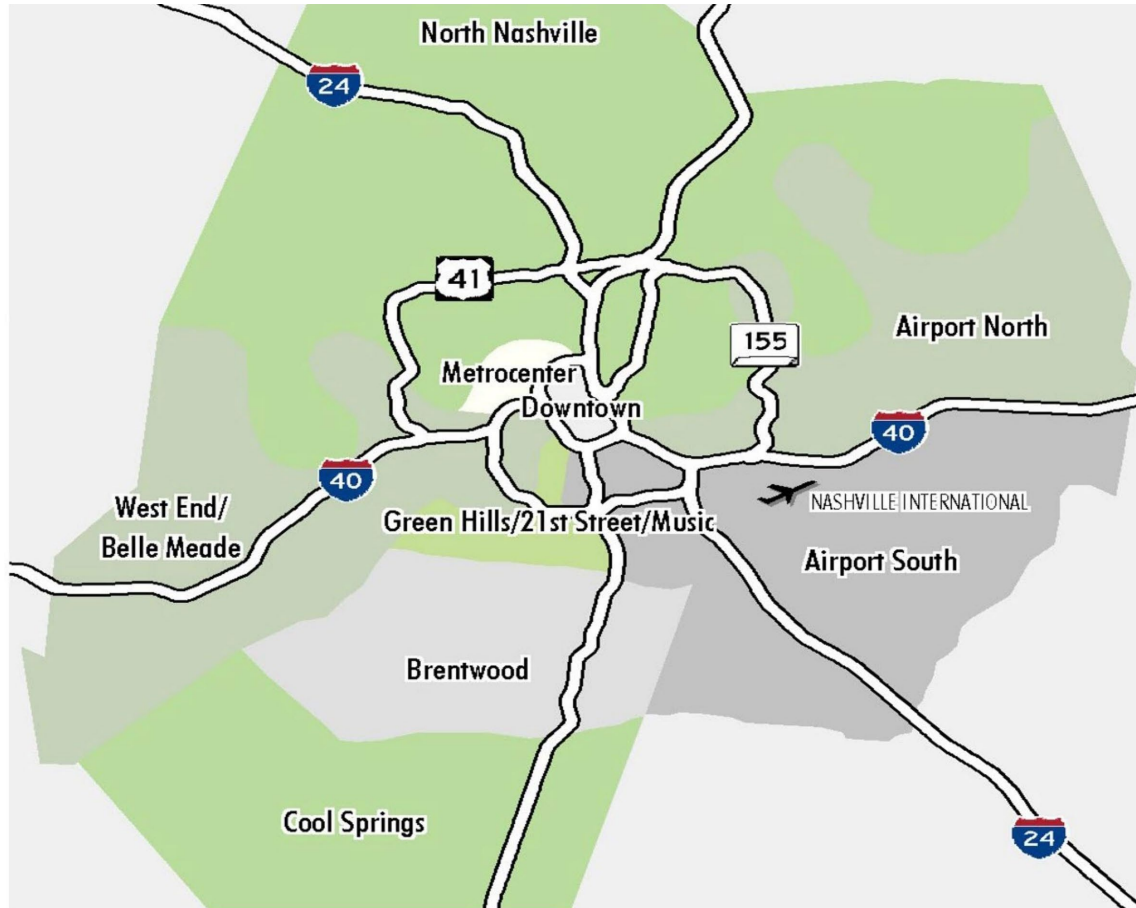 North Nashville
24
41
155
Airport North
Metrocenter
Downtown
40
40
NASHVILLE INTERNATIONAL
West End/
Belle Meade
Green Hills/21st Street/Music
Airport South
Brentwood
Cool Springs
24